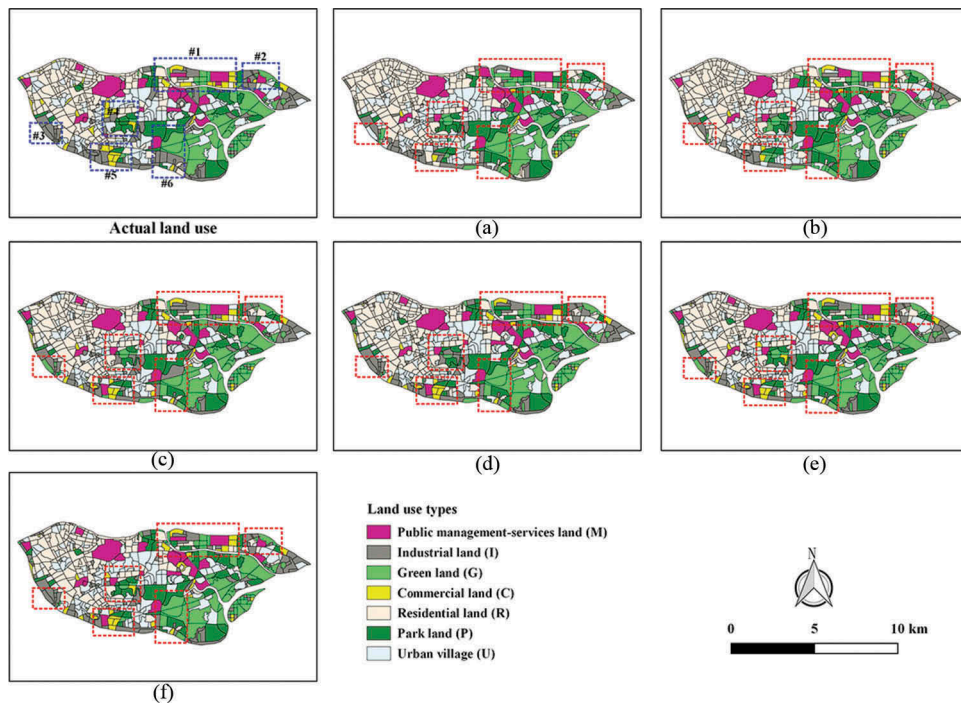 #1
#2
#4
#3
#5
#6
Actual land use
(a)
(b)
(c)
(d)
(e)
(f)
Land use types
Public management-services land (M)
Industrial land (I)
Green land (G)
Commercial land (C)
Residential land (R)
Park land (P)
Urban village (U)
N
0 5 10 km